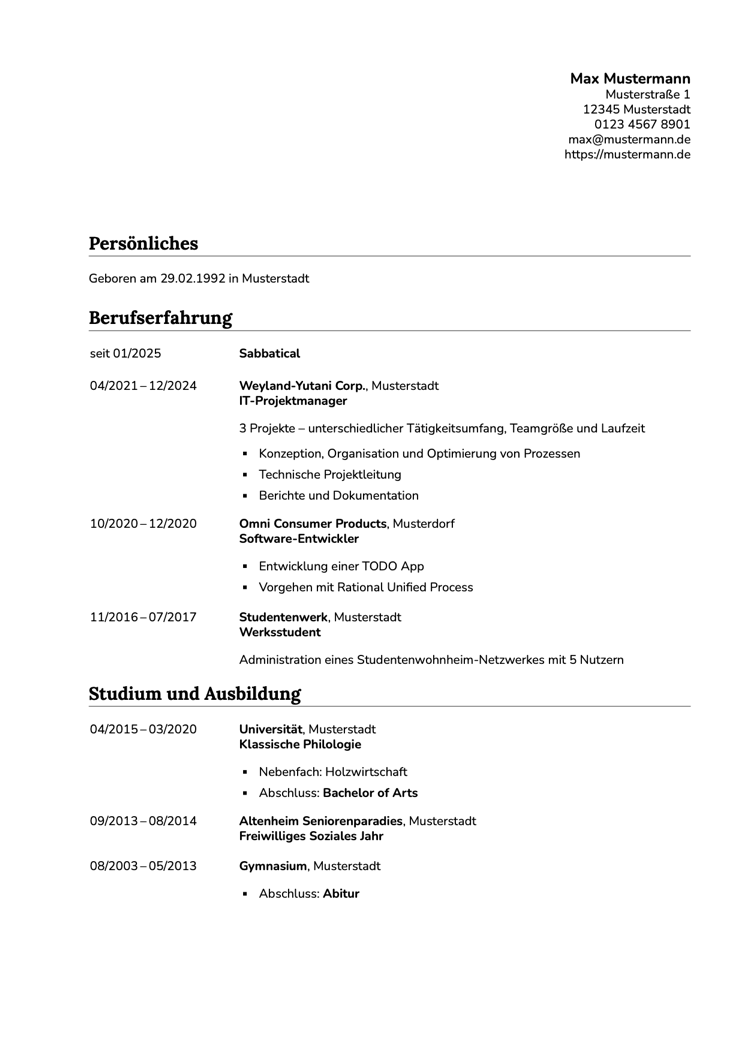 Max Mustermann
Musterstraße 1
12345 Musterstadt
0123 4567 8901
max@mustermann.de
https://mustermann.de
Persönliches
Geboren am 29.02.1992 in Musterstadt
Berufserfahrung
seit 01/2025 Sabbatical
04/2021 – 12/2024 Weyland-Yutani Corp., Musterstadt
IT-Projektmanager
3 Projekte – unterschiedlicher Tätigkeitsumfang, Teamgröße und Laufzeit
▪ Konzeption, Organisation und Optimierung von Prozessen
▪ Technische Projektleitung
▪ Berichte und Dokumentation
10/2020 – 12/2020 Omni Consumer Products, Musterdorf
Software-Entwickler
▪ Entwicklung einer TODO App
▪ Vorgehen mit Rational Unified Process
11/2016 – 07/2017 Studentenwerk, Musterstadt
Werksstudent
Administration eines Studentenwohnheim-Netzwerkes mit 5 Nutzern
Studium und Ausbildung
04/2015 – 03/2020 Universität, Musterstadt
Klassische Philologie
▪ Nebenfach: Holzwirtschaft
▪ Abschluss: Bachelor of Arts
09/2013 – 08/2014 Altenheim Seniorenparadies, Musterstadt
Freiwilliges Soziales Jahr
08/2003 – 05/2013 Gymnasium, Musterstadt
▪ Abschluss: Abitur